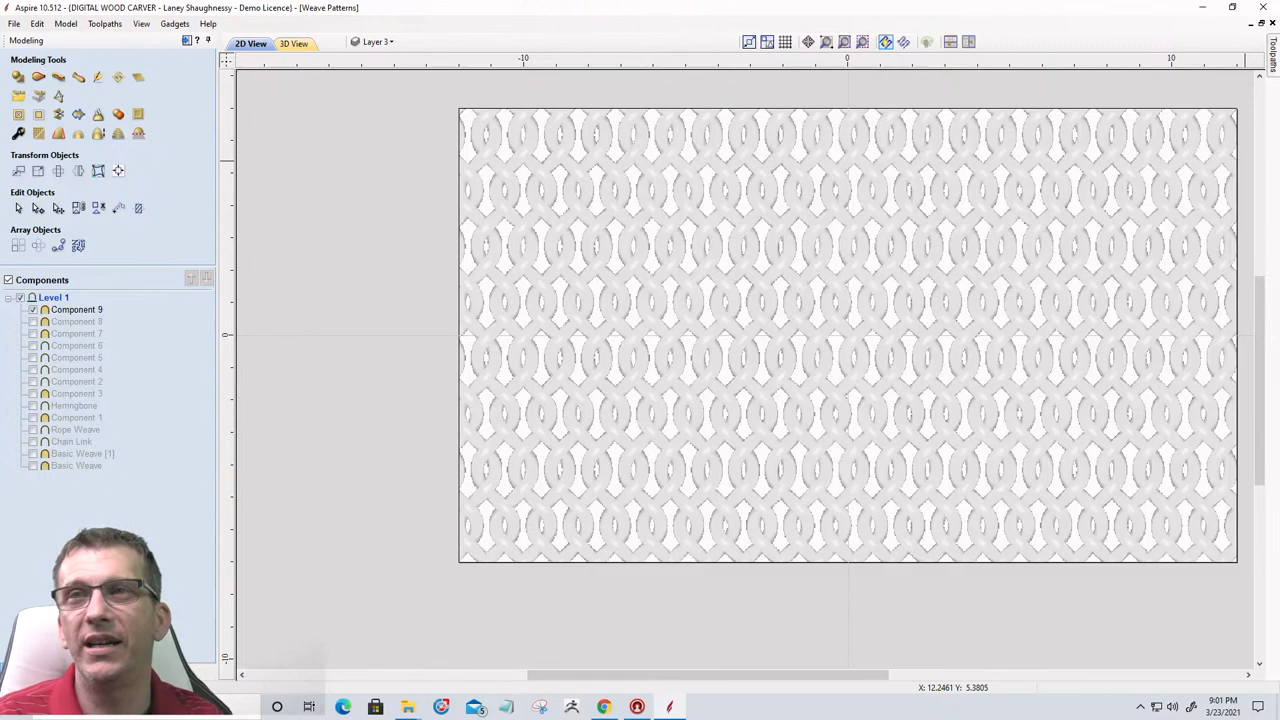 Aspire 10.512 - (DIGITAL WOOD CARVER - Laney Shaughnessy - Demo Licence) - [Weave Patterns]
File Edit Model Toolpaths View Gadgets Help
Modeling
2D View 3D View Layer 3
Toolpaths
-10 0 10
Modeling Tools
Transform Objects
Edit Objects
Array Objects
Components
Level 1
Component 9
Component 8
Component 7
Component 6
Component 5
Component 4
Component 2
Component 3
Herringbone
Component 1
Rope Weave
Chain Link
Basic Weave [1]
Basic Weave
0
-10
X: 12.2461 Y: 5.3805
5
9:01 PM
3/23/2021